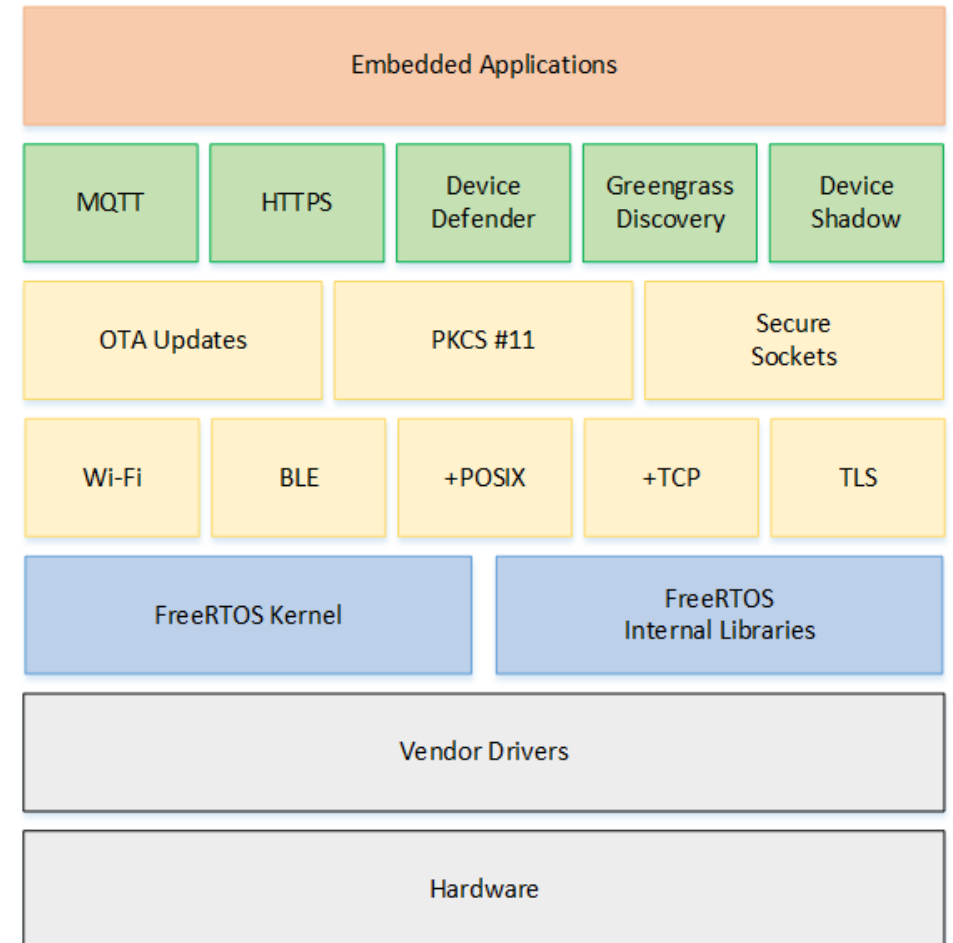 Embedded Applications
MQTT
HTTPS
Device
Defender
Greengrass
Discovery
Device
Shadow
OTA Updates
PKCS #11
Secure
Sockets
Wi-Fi
BLE
+POSIX
+TCP
TLS
FreeRTOS Kernel
FreeRTOS
Internal Libraries
Vendor Drivers
Hardware